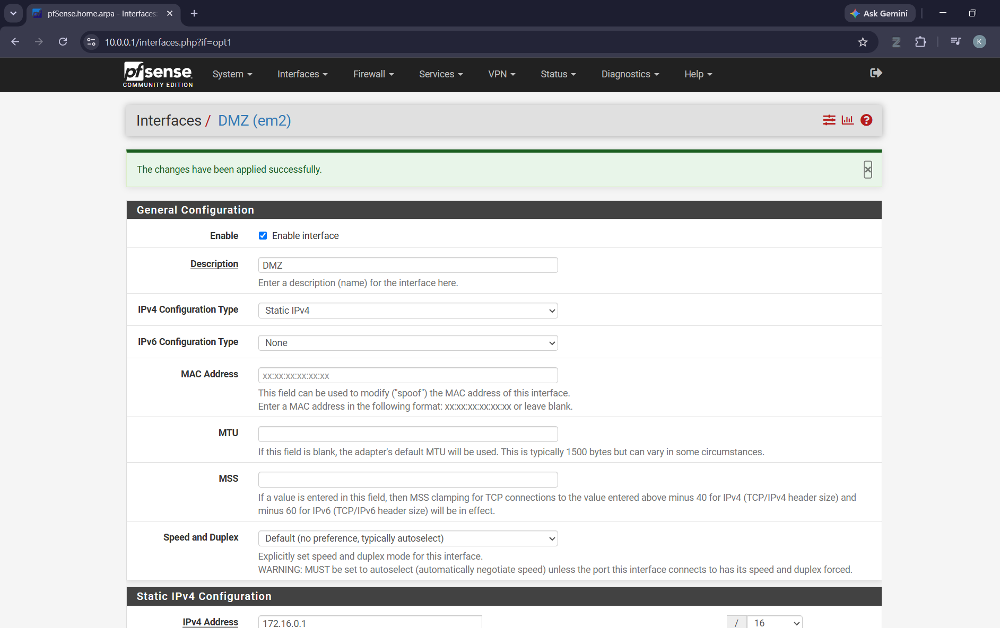 pfSense.home.arpa - Interfaces:
Ask Gemini
10.0.0.1/interfaces.php?if=opt1
K
pfsense
COMMUNITY EDITION
System
Interfaces
Firewall
Services
VPN
Status
Diagnostics
Help
Interfaces / DMZ (em2)
The changes have been applied successfully.
General Configuration
Enable
Enable interface
Description
DMZ
Enter a description (name) for the interface here.
IPv4 Configuration Type
Static IPv4
IPv6 Configuration Type
None
MAC Address
xx:xx:xx:xx:xx:xx
This field can be used to modify ("spoof") the MAC address of this interface.
Enter a MAC address in the following format: xx:xx:xx:xx:xx:xx or leave blank.
MTU
If this field is blank, the adapter's default MTU will be used. This is typically 1500 bytes but can vary in some circumstances.
MSS
If a value is entered in this field, then MSS clamping for TCP connections to the value entered above minus 40 for IPv4 (TCP/IPv4 header size) and
minus 60 for IPv6 (TCP/IPv6 header size) will be in effect.
Speed and Duplex
Default (no preference, typically autoselect)
Explicitly set speed and duplex mode for this interface.
WARNING: MUST be set to autoselect (automatically negotiate speed) unless the port this interface connects to has its speed and duplex forced.
Static IPv4 Configuration
IPv4 Address
172.16.0.1
/
16